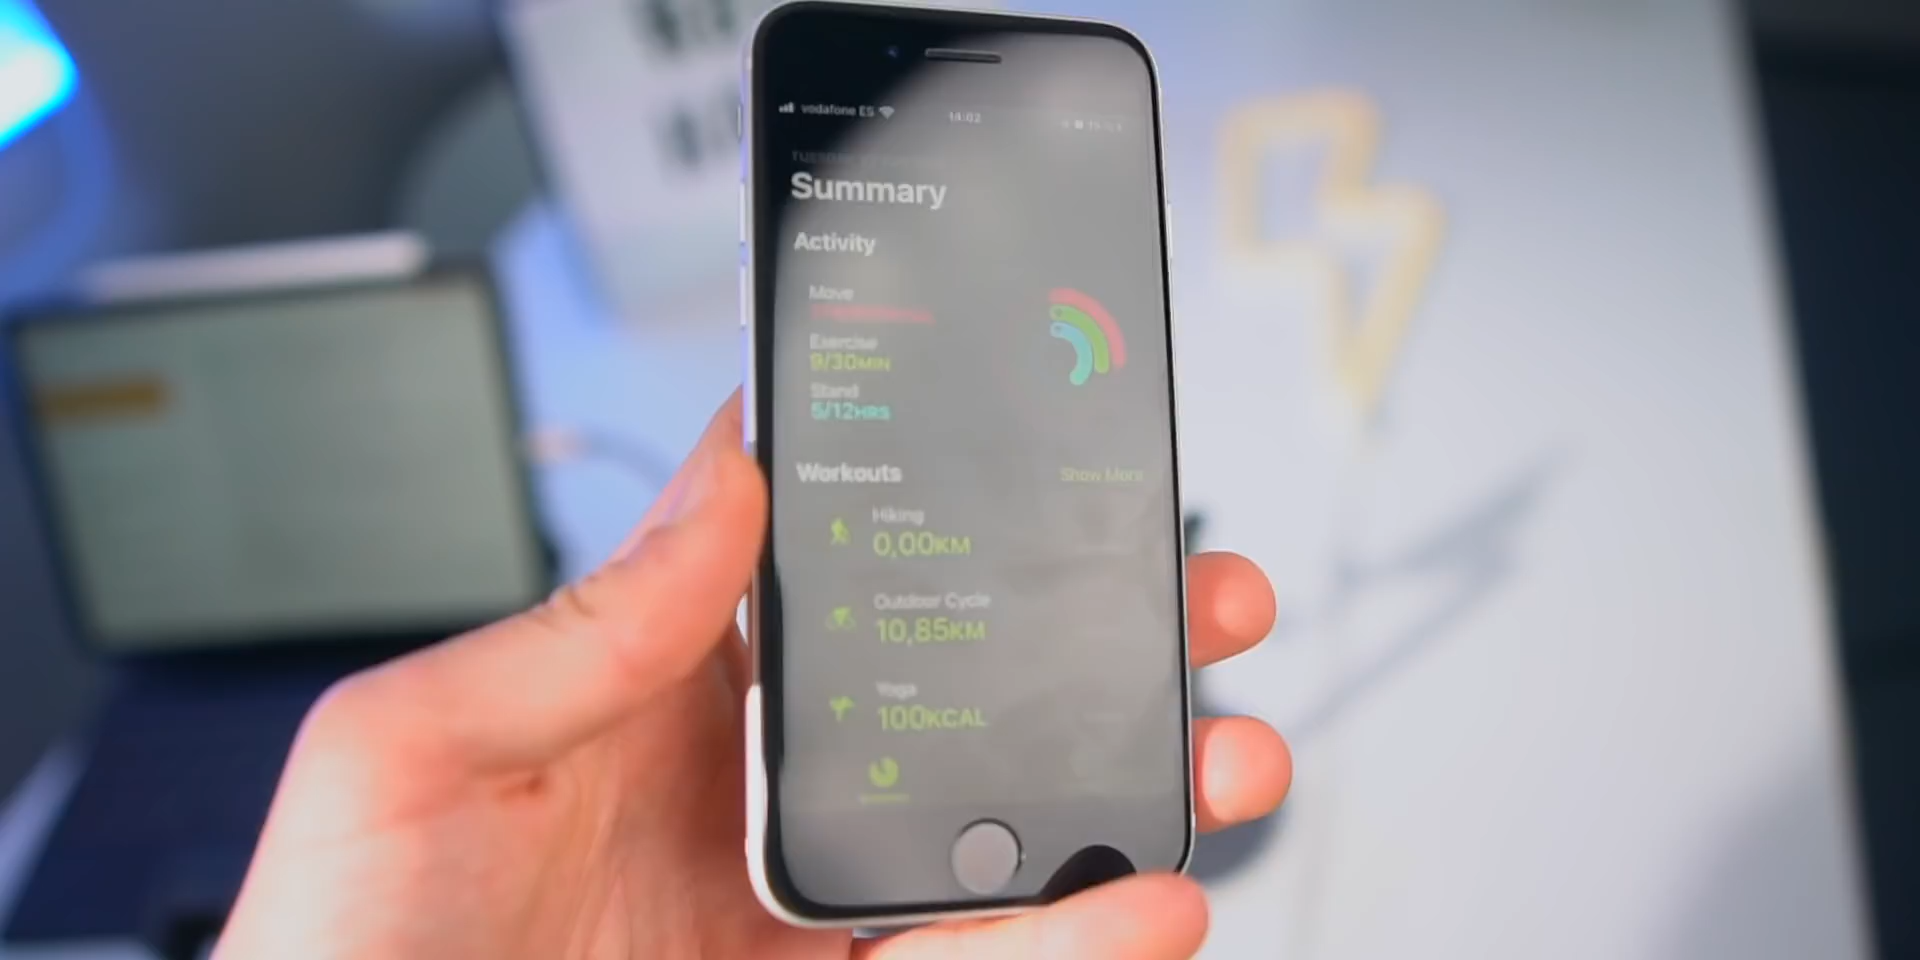 vodafone ES
14:02
Summary
Activity
Move
Exercise
9/30MIN
Stand
5/12HRS
Workouts
Show More
Hiking
0,00KM
Outdoor Cycle
10,85KM
Yoga
100KCAL